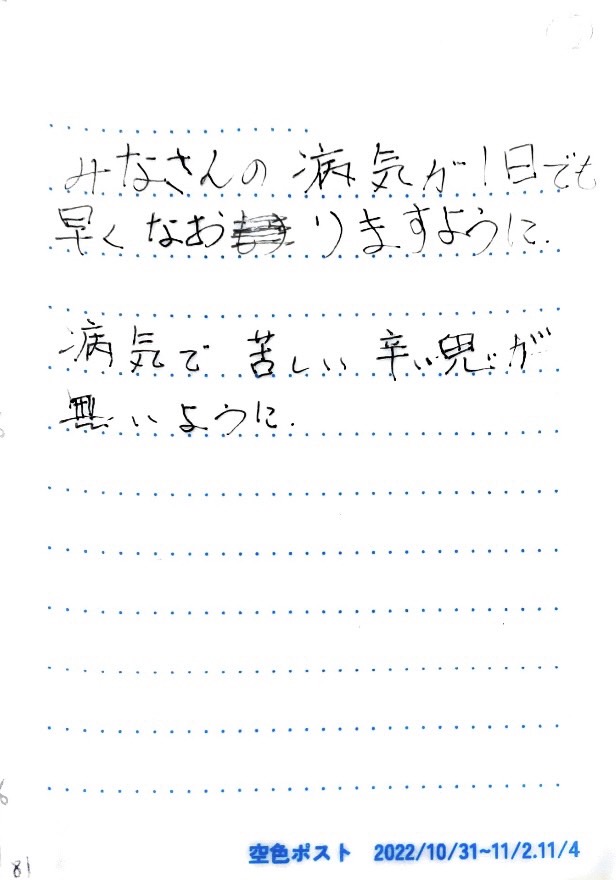 みなさんの病気が1日でも
早くなおりますように.
病気で苦しい辛い思いが
無いように.
空色ポスト 2022/10/31~11/2.11/4
81